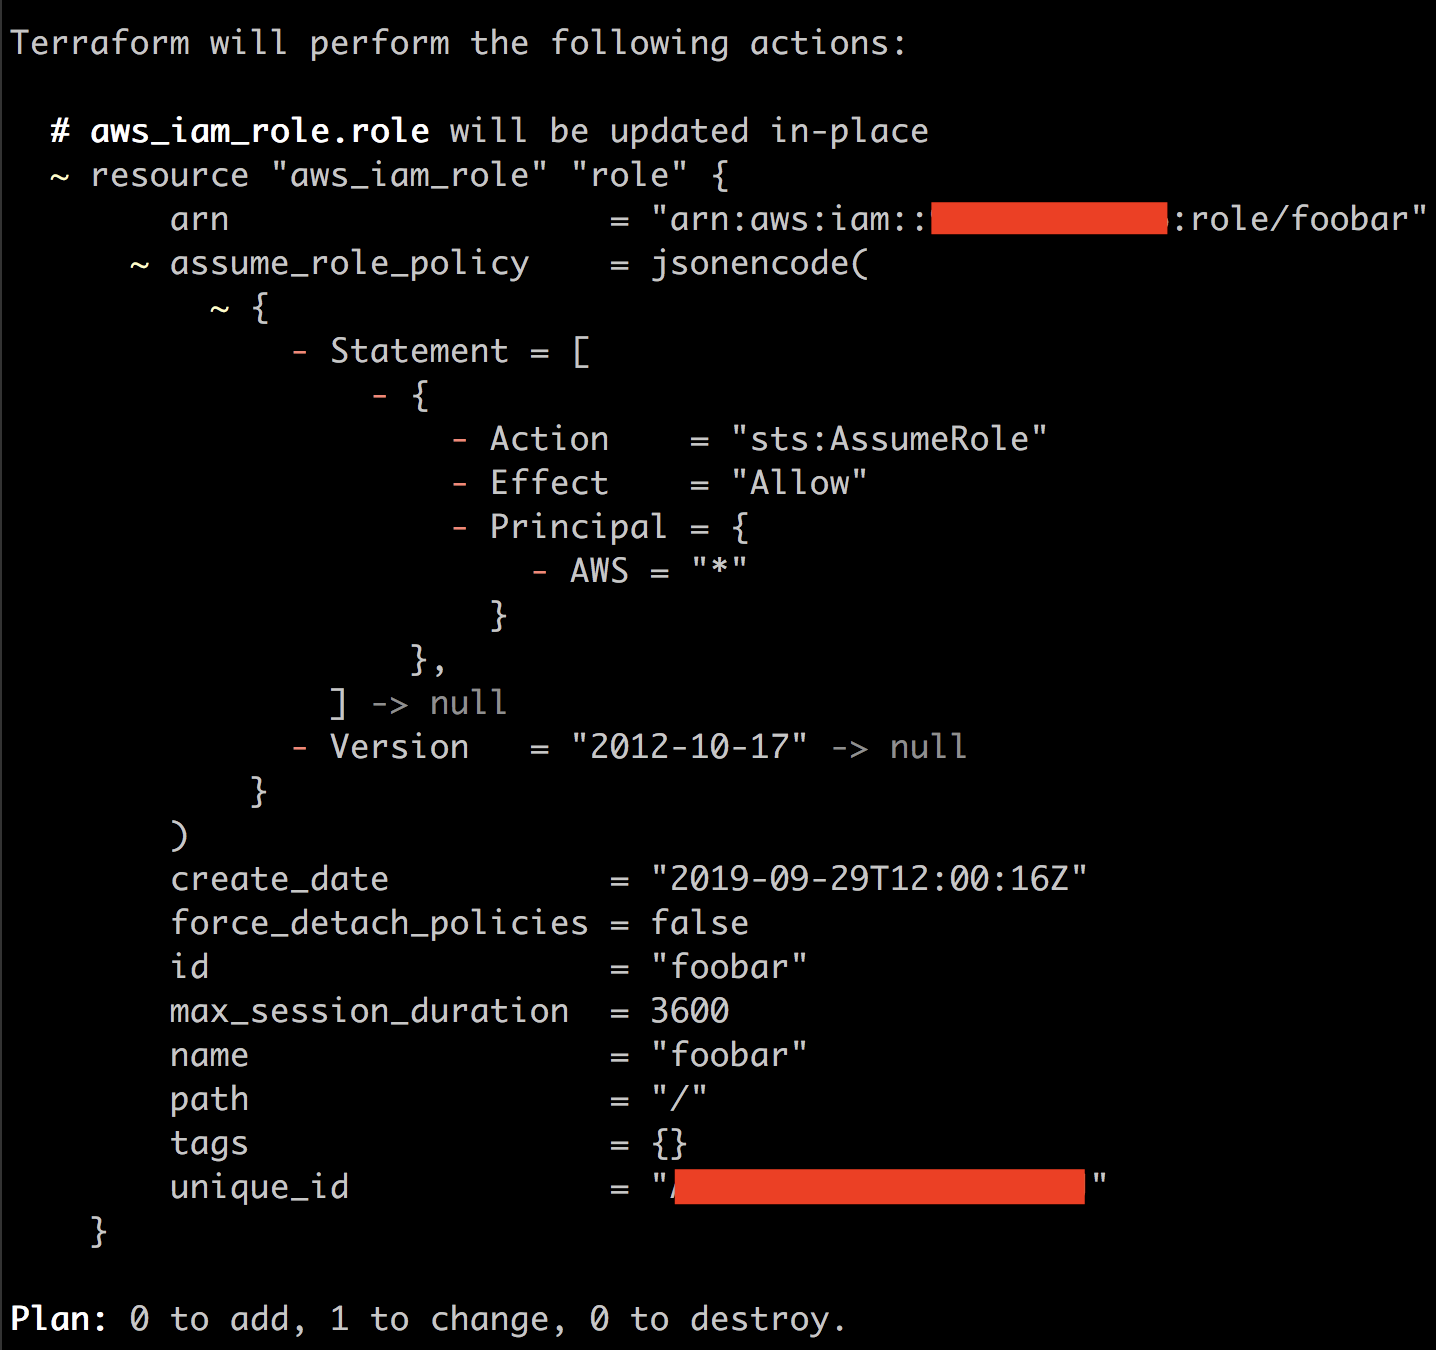 Terraform will perform the following actions:

  # aws_iam_role.role will be updated in-place
  ~ resource "aws_iam_role" "role" {
        arn                   = "arn:aws:iam:::role/foobar"
      ~ assume_role_policy    = jsonencode(
          ~ {
              - Statement = [
                  - {
                      - Action    = "sts:AssumeRole"
                      - Effect    = "Allow"
                      - Principal = {
                          - AWS = "*"
                        }
                    },
                ] -> null
              - Version   = "2012-10-17" -> null
            }
        )
        create_date           = "2019-09-29T12:00:16Z"
        force_detach_policies = false
        id                    = "foobar"
        max_session_duration  = 3600
        name                  = "foobar"
        path                  = "/"
        tags                  = {}
        unique_id             = ""
    }

Plan: 0 to add, 1 to change, 0 to destroy.